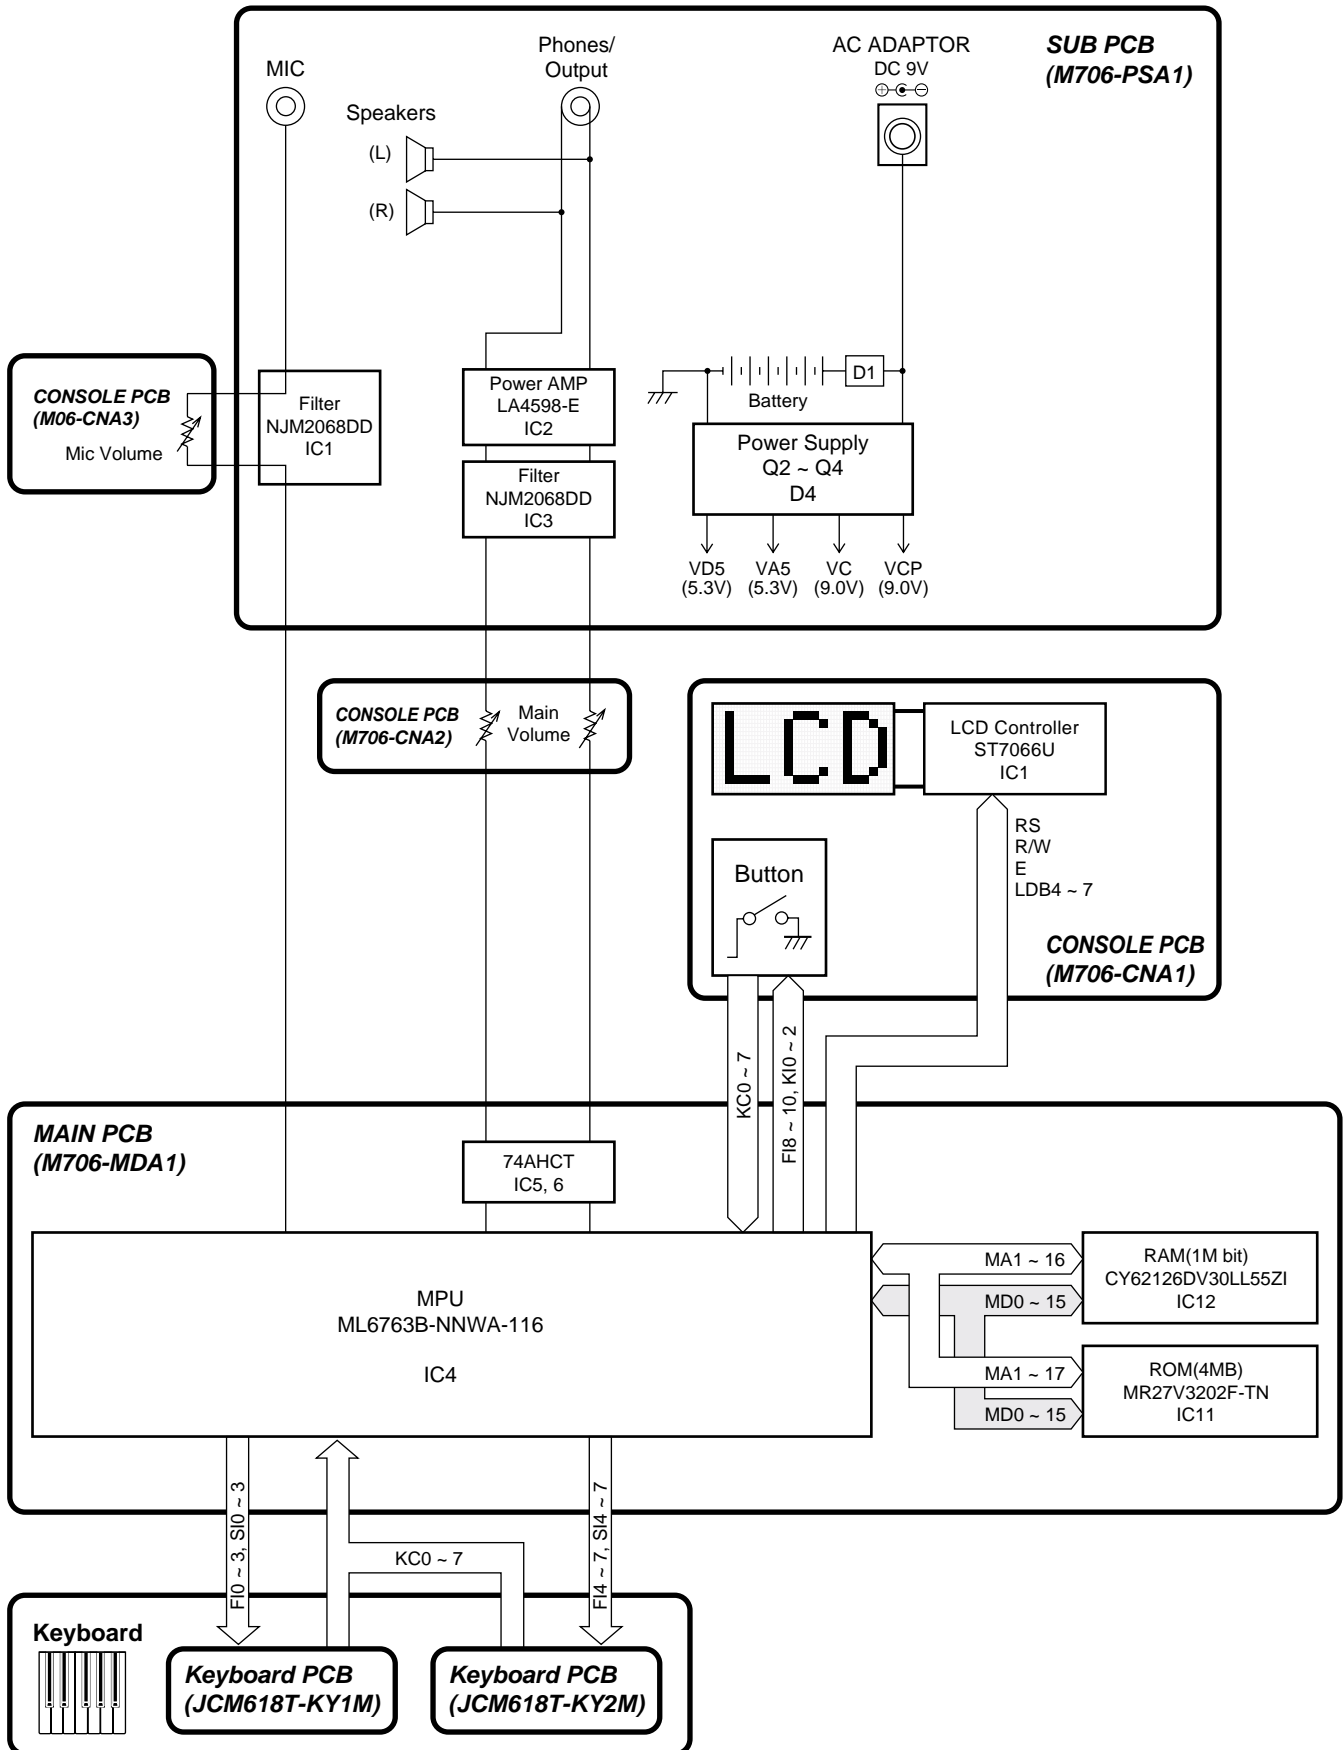 SUB PCB
(M706-PSA1)
MIC
Phones/
Output
AC ADAPTOR
DC 9V
Speakers
(L)
(R)
CONSOLE PCB
(M06-CNA3)
Mic Volume
Filter
NJM2068DD
IC1
Power AMP
LA4598-E
IC2
Filter
NJM2068DD
IC3
D1
Battery
Power Supply
Q2 ~ Q4
D4
VD5
(5.3V)
VA5
(5.3V)
VC
(9.0V)
VCP
(9.0V)
CONSOLE PCB
(M706-CNA2)
Main
Volume
LCD
LCD Controller
ST7066U
IC1
RS
R/W
E
LDB4 ~ 7
Button
CONSOLE PCB
(M706-CNA1)
KC0 ~ 7
FI8 ~ 10, KI0 ~ 2
MAIN PCB
(M706-MDA1)
74AHCT
IC5, 6
MPU
ML6763B-NNWA-116
IC4
MA1 ~ 16
MD0 ~ 15
RAM(1M bit)
CY62126DV30LL55ZI
IC12
MA1 ~ 17
MD0 ~ 15
ROM(4MB)
MR27V3202F-TN
IC11
FI0 ~ 3, SI0 ~ 3
KC0 ~ 7
FI4 ~ 7, SI4 ~ 7
Keyboard
Keyboard PCB
(JCM618T-KY1M)
Keyboard PCB
(JCM618T-KY2M)